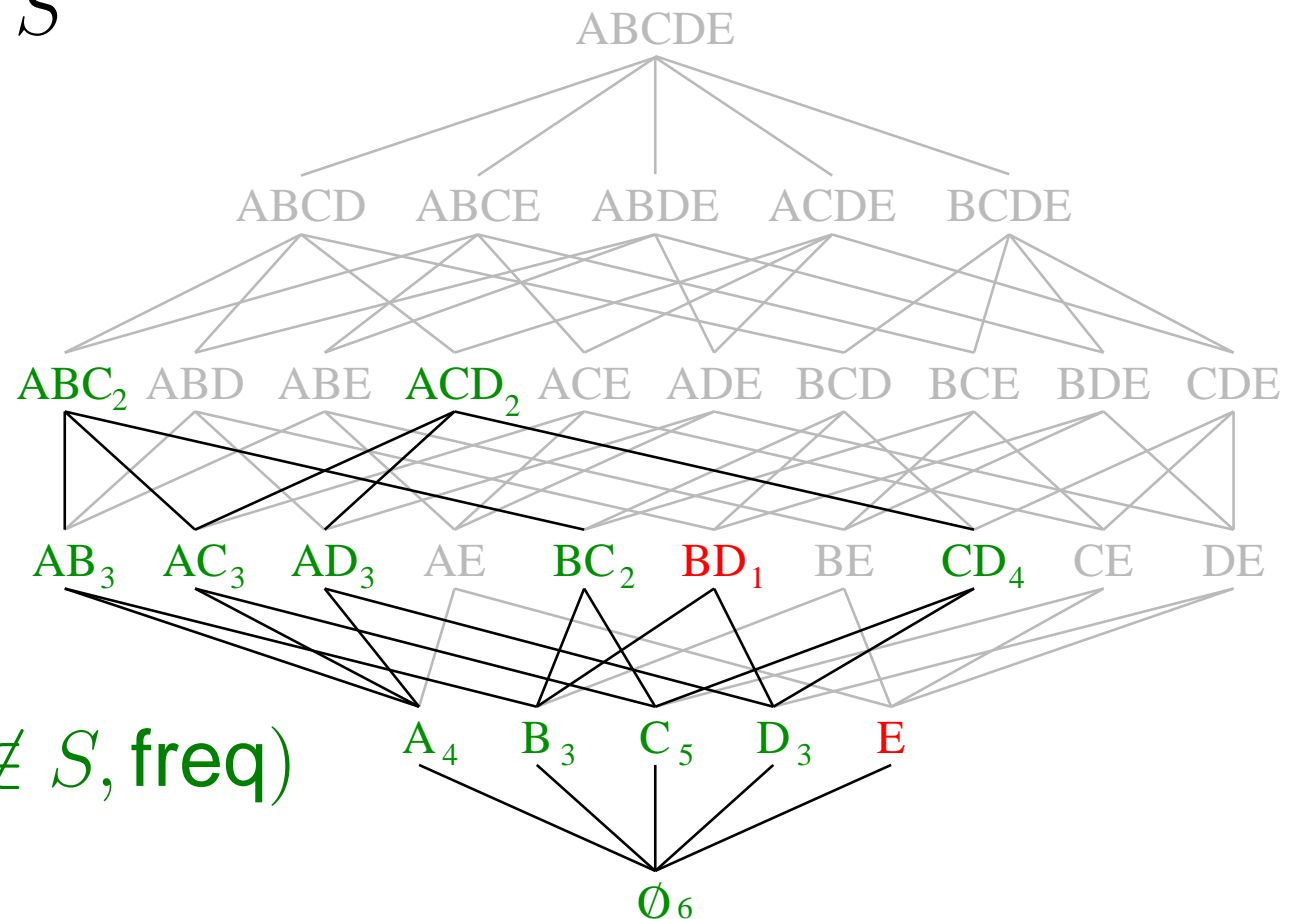 S
ABCDE
ABCD ABCE ABDE ACDE BCDE
ABC₂ ABD ABE ACD₂ ACE ADE BCD BCE BDE CDE
AB₃ AC₃ AD₃ AE BC₂ BD₁ BE CD₄ CE DE
A₄ B₃ C₅ D₃ E
∉ S, freq)
∅₆